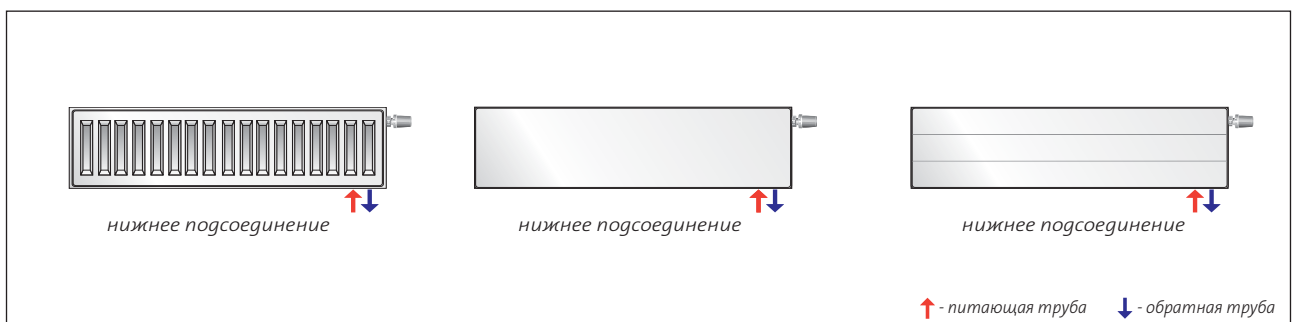 нижнее подсоединение
нижнее подсоединение
нижнее подсоединение
- питающая труба
- обратная труба